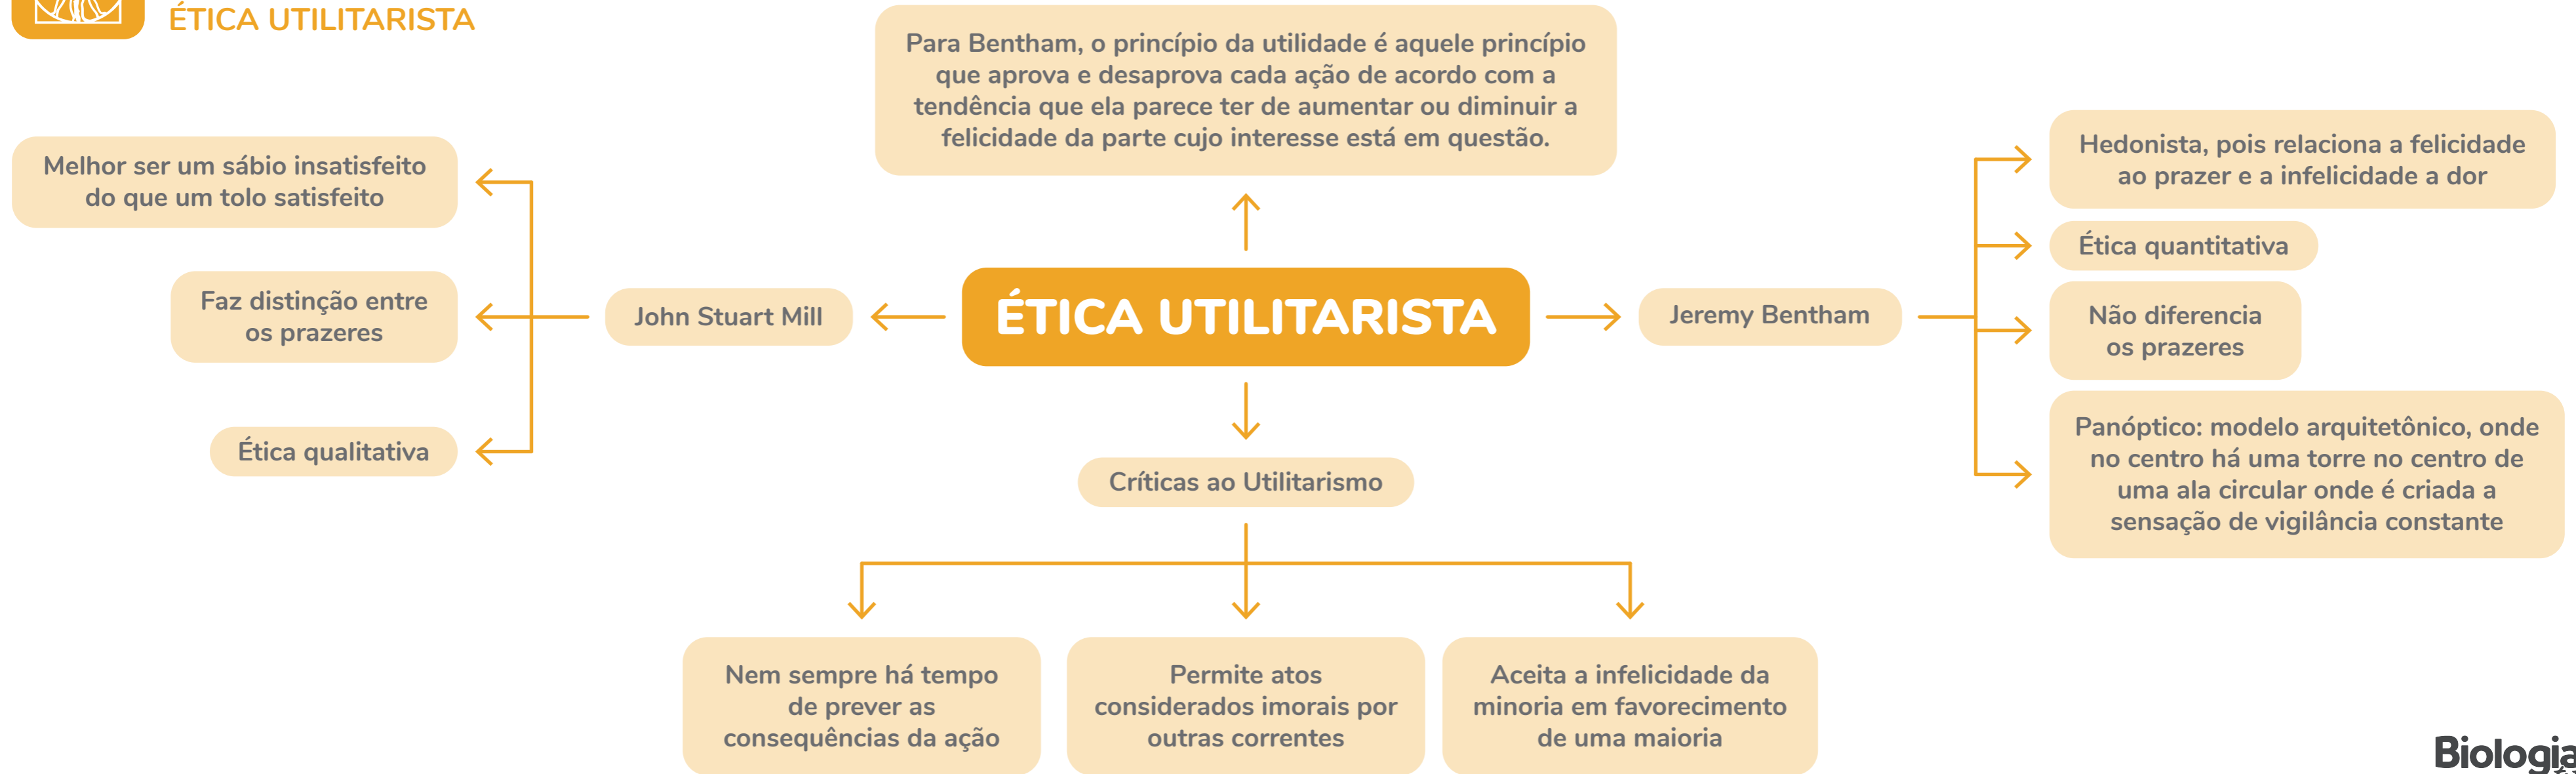 ÉTICA UTILITARISTA
Para Bentham, o princípio da utilidade é aquele princípio
que aprova e desaprova cada ação de acordo com a
tendência que ela parece ter de aumentar ou diminuir a
felicidade da parte cujo interesse está em questão.
Melhor ser um sábio insatisfeito
do que um tolo satisfeito
Faz distinção entre
os prazeres
Ética qualitativa
John Stuart Mill
ÉTICA UTILITARISTA
Jeremy Bentham
Hedonista, pois relaciona a felicidade
ao prazer e a infelicidade a dor
Ética quantitativa
Não diferencia
os prazeres
Panóptico: modelo arquitetônico, onde
no centro há uma torre no centro de
uma ala circular onde é criada a
sensação de vigilância constante
Críticas ao Utilitarismo
Nem sempre há tempo
de prever as
consequências da ação
Permite atos
considerados imorais por
outras correntes
Aceita a infelicidade da
minoria em favorecimento
de uma maioria
Biologia